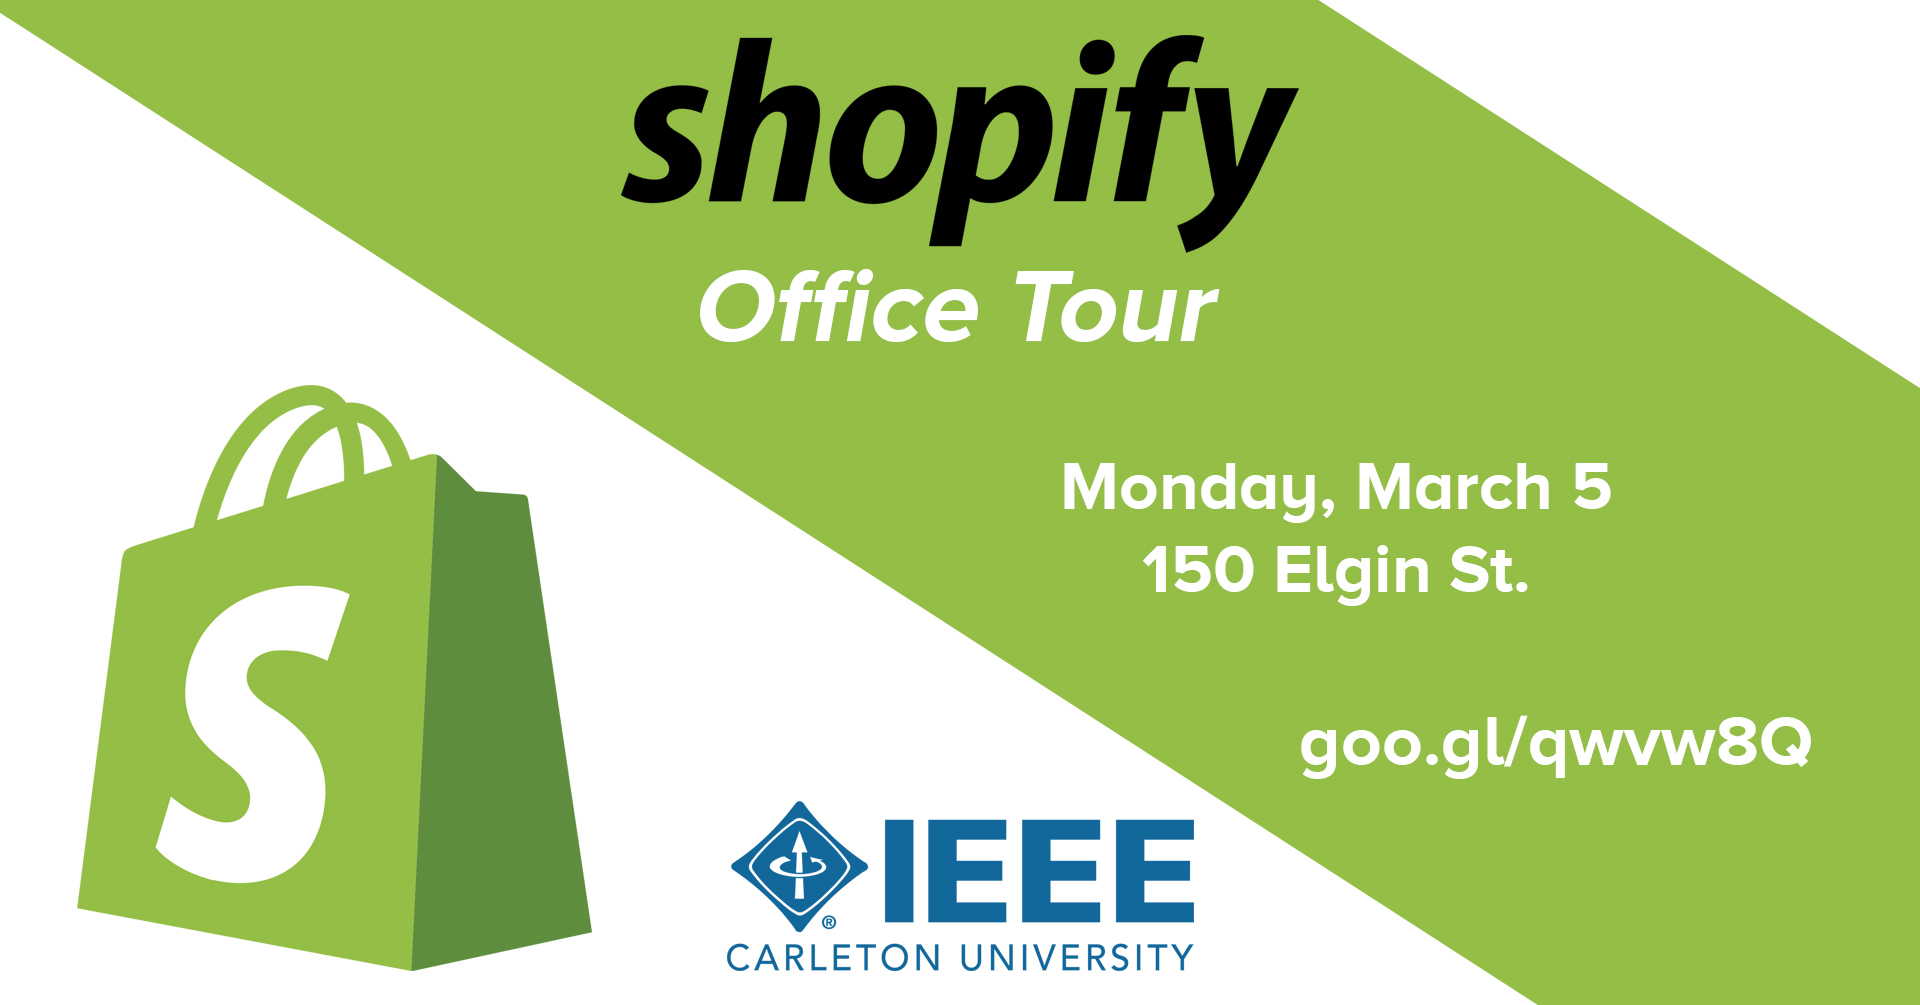 shopify
Office Tour
Monday, March 5
150 Elgin St.
goo.gl/qwvw8Q
S
IEEE
®
CARLETON UNIVERSITY